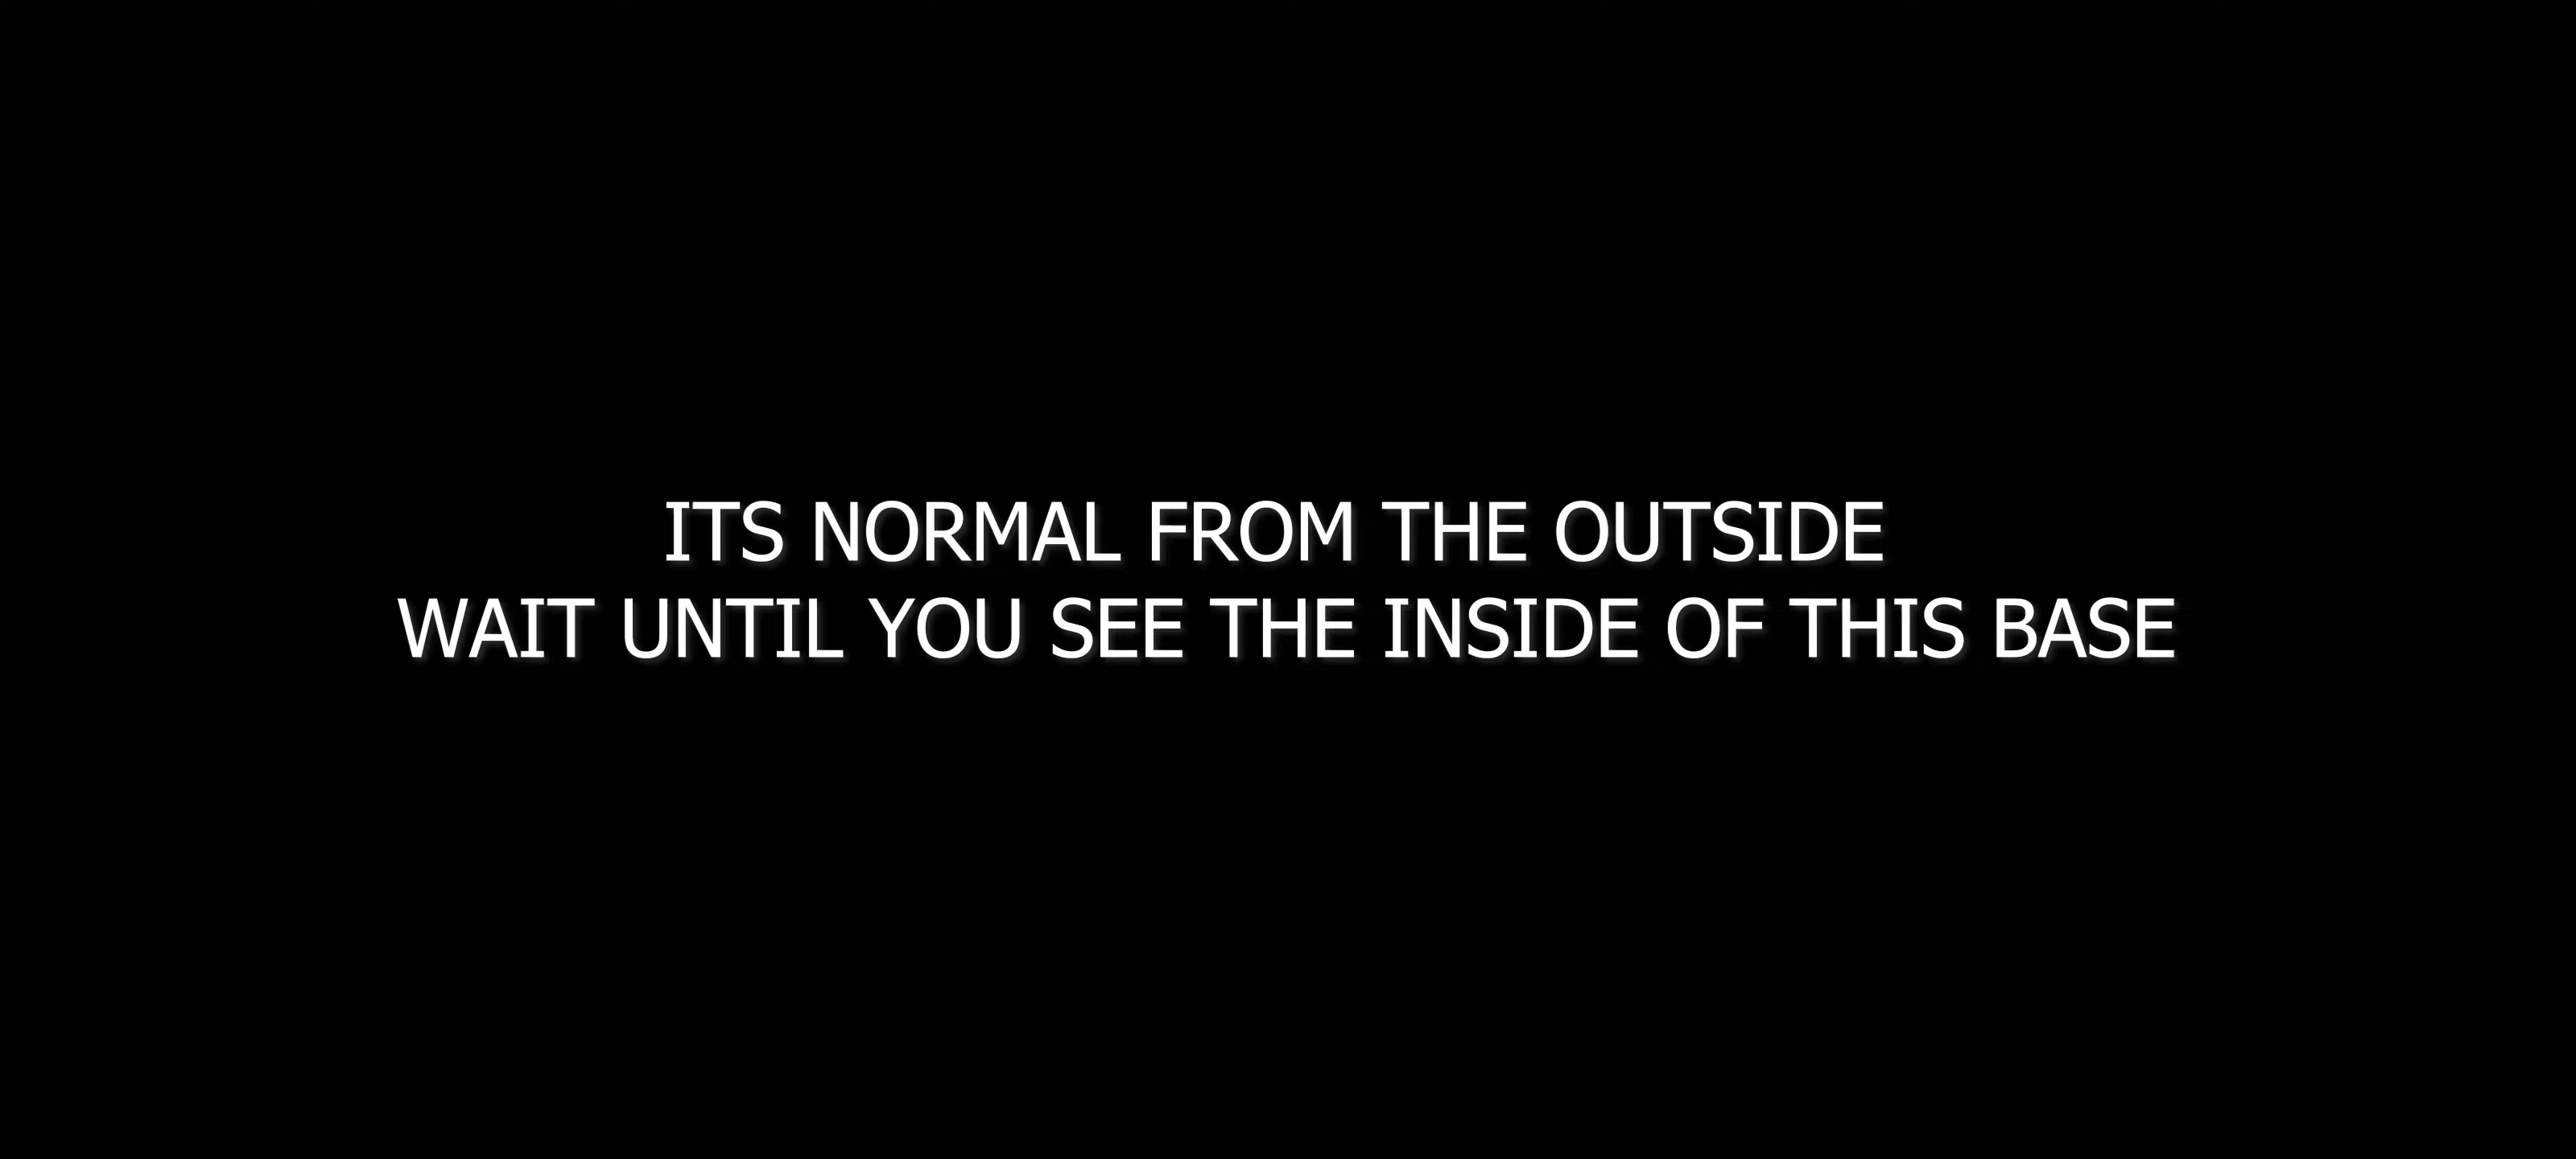 ITS NORMAL FROM THE OUTSIDE
WAIT UNTIL YOU SEE THE INSIDE OF THIS BASE